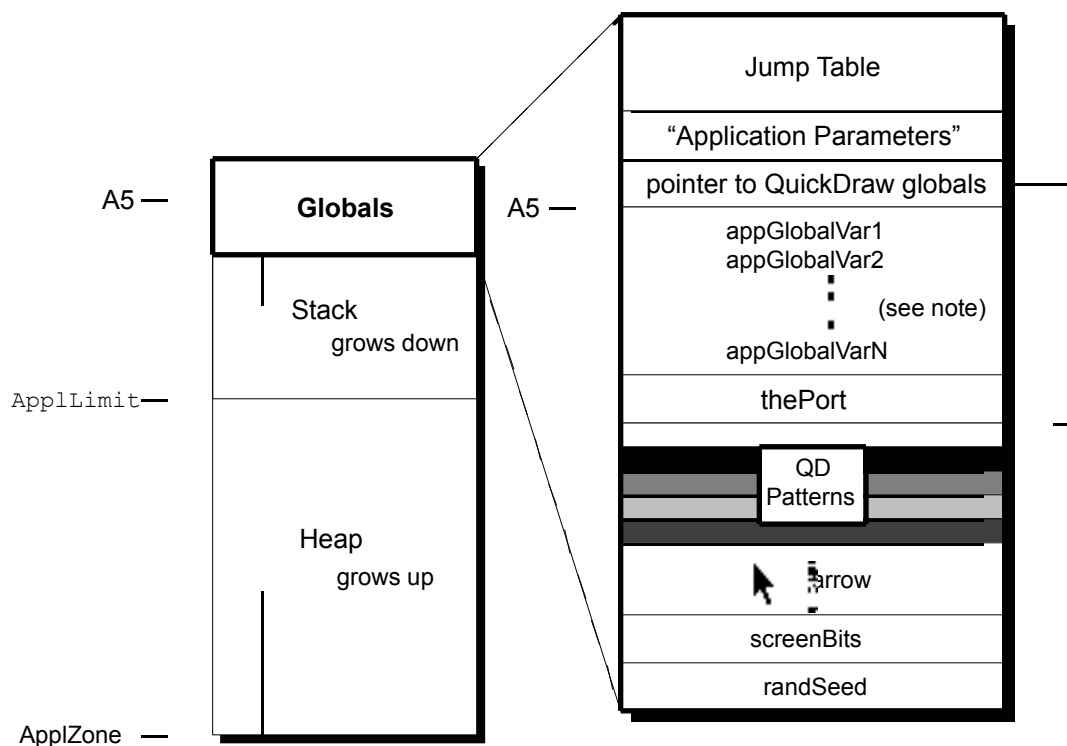 A5
Globals
Stack
grows down
ApplLimit
Heap
grows up
ApplZone
A5
Jump Table
“Application Parameters”
pointer to QuickDraw globals
appGlobalVar1
appGlobalVar2
(see note)
appGlobalVarN
thePort
QD
Patterns
arrow
screenBits
randSeed